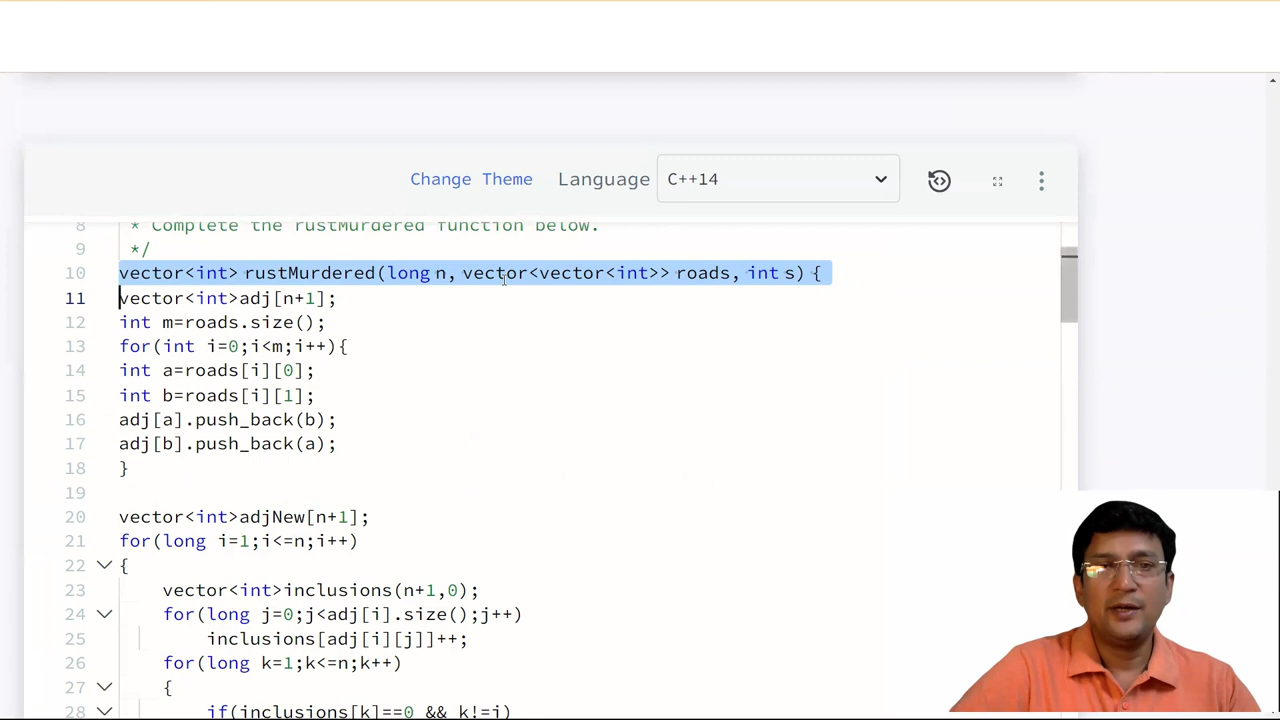 Change Theme Language C++14
8 * Complete the rustMurdered function below.
9 */
10 vector<int> rustMurdered(long n, vector<vector<int>> roads, int s) {
11 vector<int>adj[n+1];
12 int m=roads.size();
13 for(int i=0;i<m;i++){
14 int a=roads[i][0];
15 int b=roads[i][1];
16 adj[a].push_back(b);
17 adj[b].push_back(a);
18 }
19
20 vector<int>adjNew[n+1];
21 for(long i=1;i<=n;i++)
22 {
23 vector<int>inclusions(n+1,0);
24 for(long j=0;j<adj[i].size();j++)
25 inclusions[adj[i][j]]++;
26 for(long k=1;k<=n;k++)
27 {
28 if(inclusions[k]==0 && k!=i)